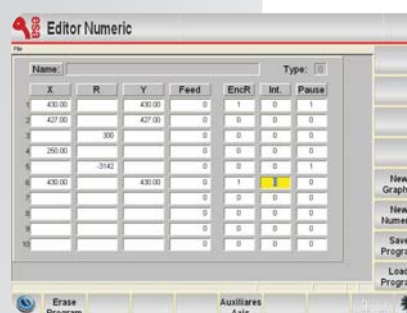 esa Editor Numeric
File
Name: Type: 0
X R Y Feed EncR Int. Pause
1 430.00 430.00 0 1 0 1
2 427.00 427.00 0 0 0 0
3 300 0 0 0 0
4 250.00 0 0 0 0
5 -3142 0 0 0 1
6 430.00 430.00 0 1 0
7 0 0 0 0
8 0 0 0 0
9 0 0 0 0
10 0 0 0 0
New
Graph
New
Numer
Save
Progra
Load
Progra
Erase
Program
Auxiliares
Axis